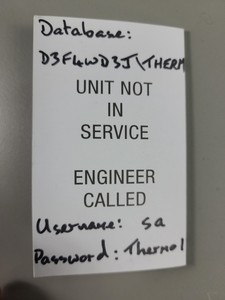 Database:
D3F4WD3J\THERM
UNIT NOT
IN
SERVICE
ENGINEER
CALLED
Username: sa
Password: Thermo1